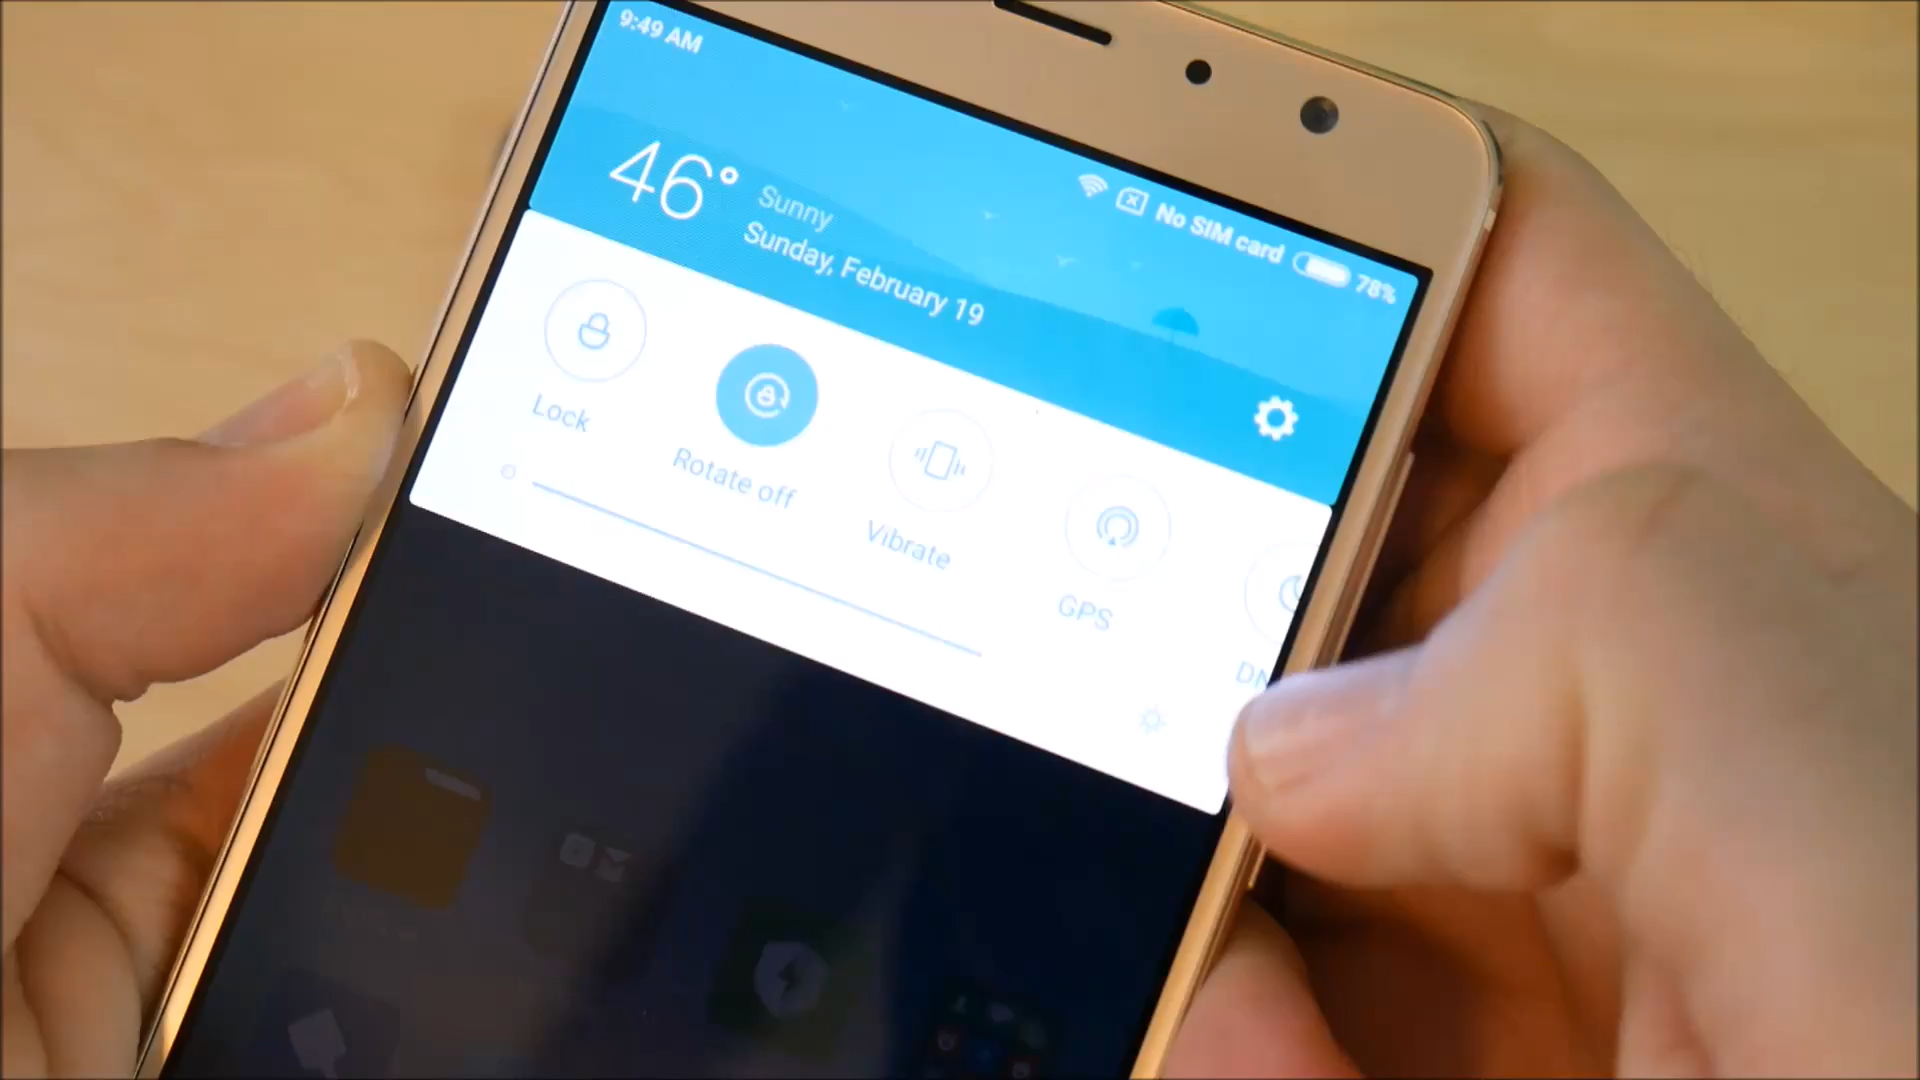 9:49 AM
No SIM card 78%
46° Sunny
Sunday, February 19
Lock
Rotate off
Vibrate
GPS